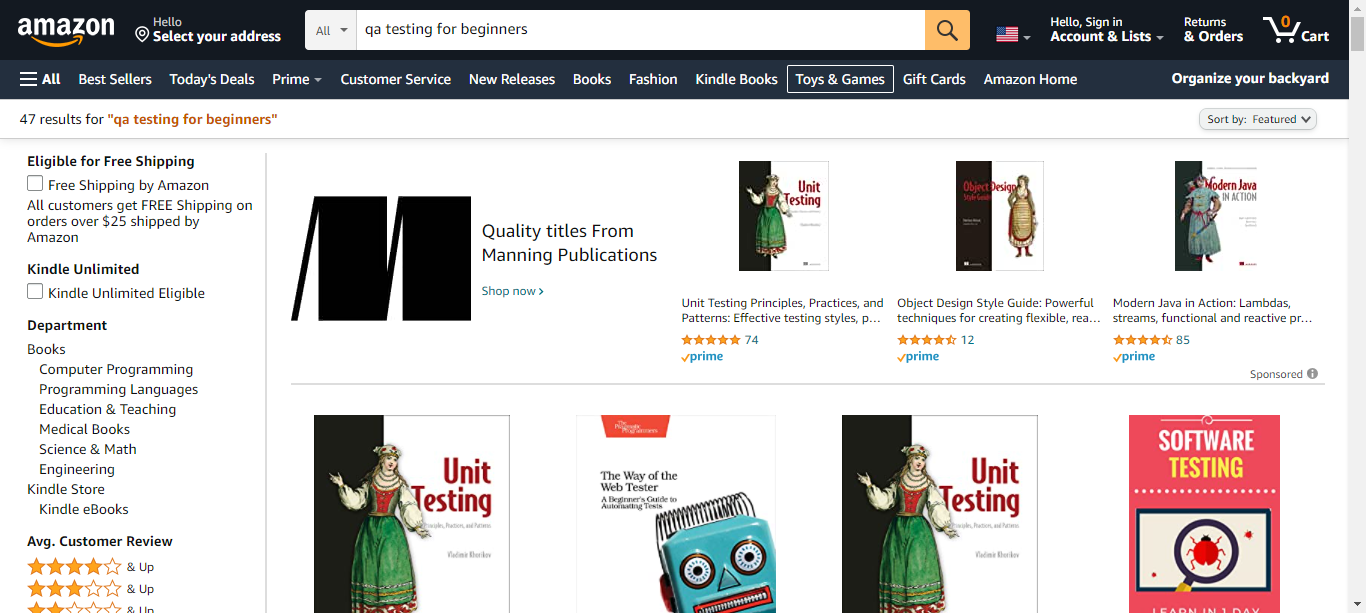 amazon
Hello
Select your address
All
qa testing for beginners
Hello, Sign in
Account & Lists
Returns
& Orders
0
Cart
All
Best Sellers
Today's Deals
Prime
Customer Service
New Releases
Books
Fashion
Kindle Books
Toys & Games
Gift Cards
Amazon Home
Organize your backyard
47 results for "qa testing for beginners"
Sort by: Featured
Eligible for Free Shipping
Free Shipping by Amazon
All customers get FREE Shipping on
orders over $25 shipped by
Amazon
Kindle Unlimited
Kindle Unlimited Eligible
Department
Books
Computer Programming
Programming Languages
Education & Teaching
Medical Books
Science & Math
Engineering
Kindle Store
Kindle eBooks
Avg. Customer Review
& Up
& Up
& Up
Quality titles From
Manning Publications
Shop now ›
Unit
Testing
Unit Testing Principles, Practices, and
Patterns: Effective testing styles, p...
74
prime
Object Design
Style Guide
Object Design Style Guide: Powerful
techniques for creating flexible, rea...
12
prime
Modern Java
IN ACTION
Modern Java in Action: Lambdas,
streams, functional and reactive pr...
85
prime
Sponsored
Unit
Testing
Principles, Practices, and Patterns
Vladimir Khorikov
The
Pragmatic
Programmers
The Way of the
Web Tester
A Beginner's Guide to
Automating Tests
Unit
Testing
Principles, Practices, and Patterns
Vladimir Khorikov
SOFTWARE
TESTING
LEARN IN 1 DAY